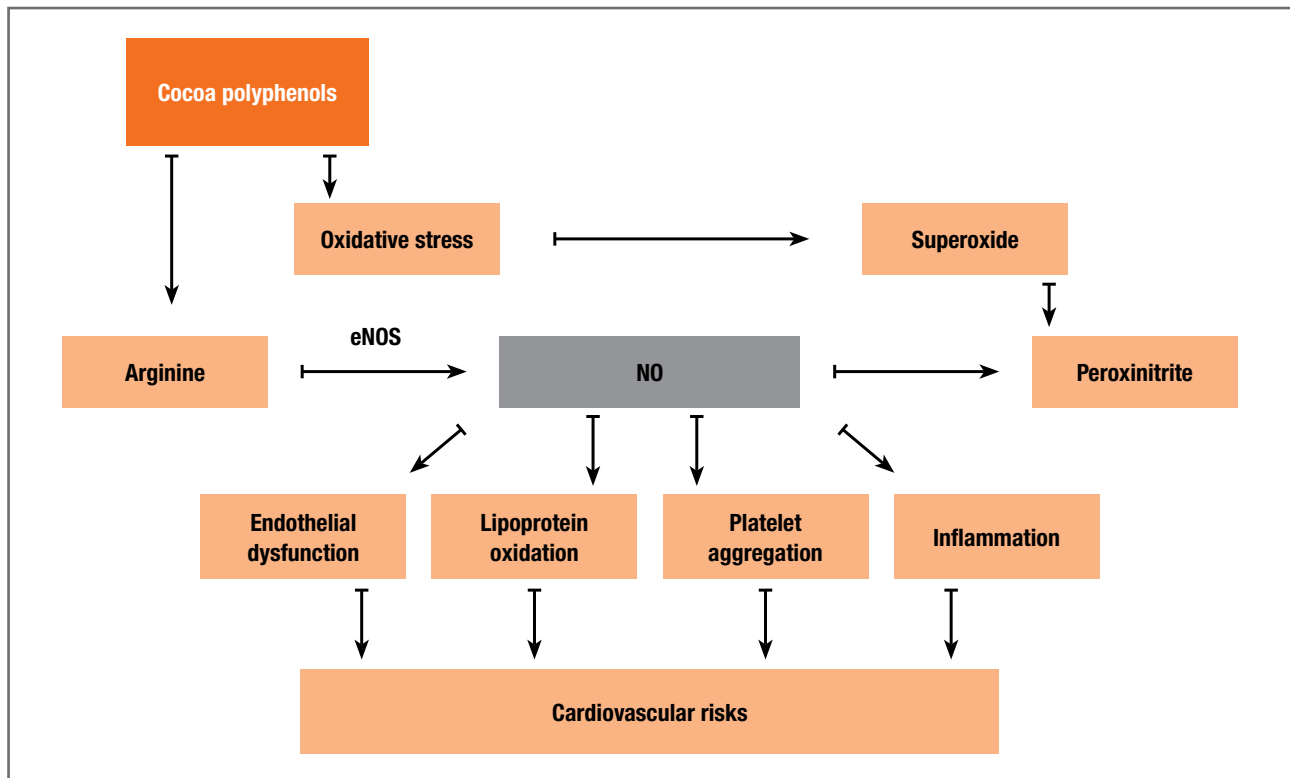 Cocoa polyphenols
Oxidative stress
Superoxide
eNOS
Arginine
NO
Peroxinitrite
Endothelial
dysfunction
Lipoprotein
oxidation
Platelet
aggregation
Inflammation
Cardiovascular risks